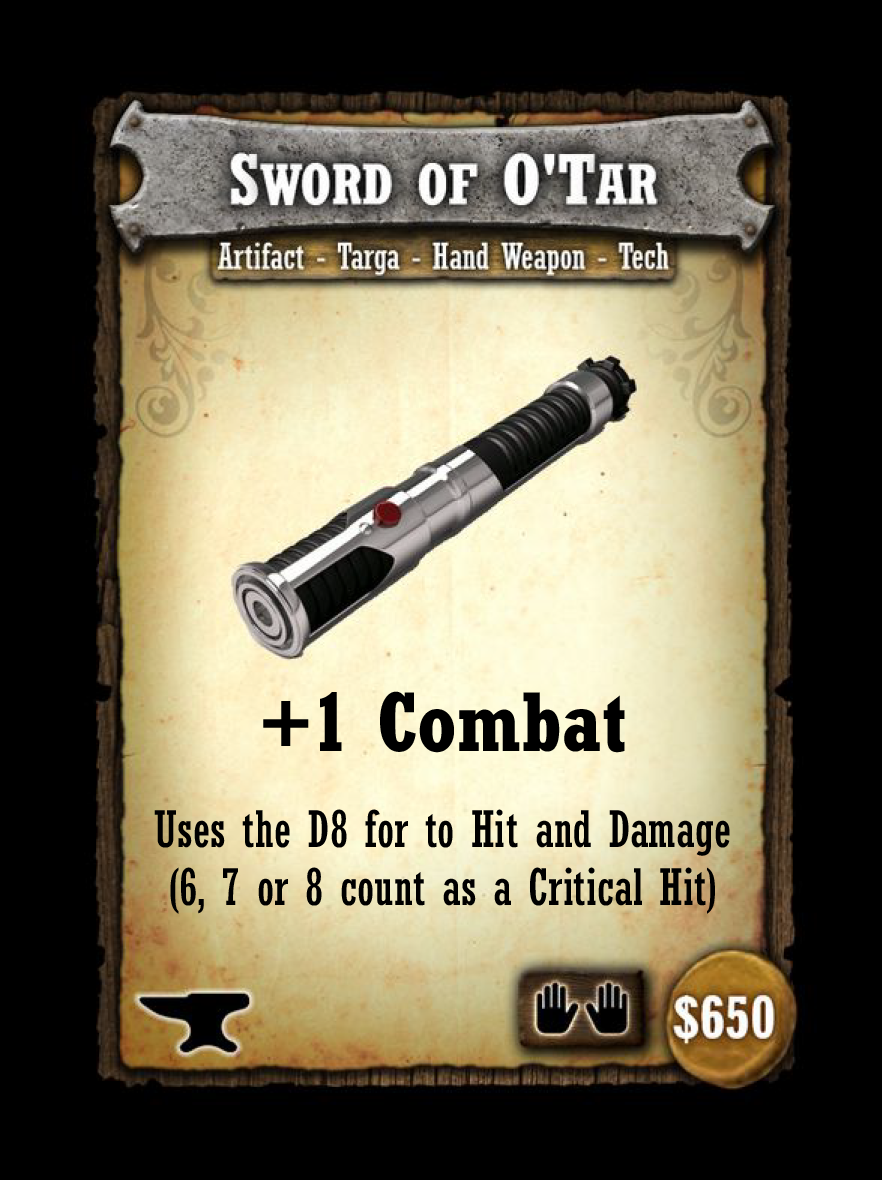 Sword of O'Tar
Artifact - Targa - Hand Weapon - Tech
+1 Combat
Uses the D8 for to Hit and Damage
(6, 7 or 8 count as a Critical Hit)
$650